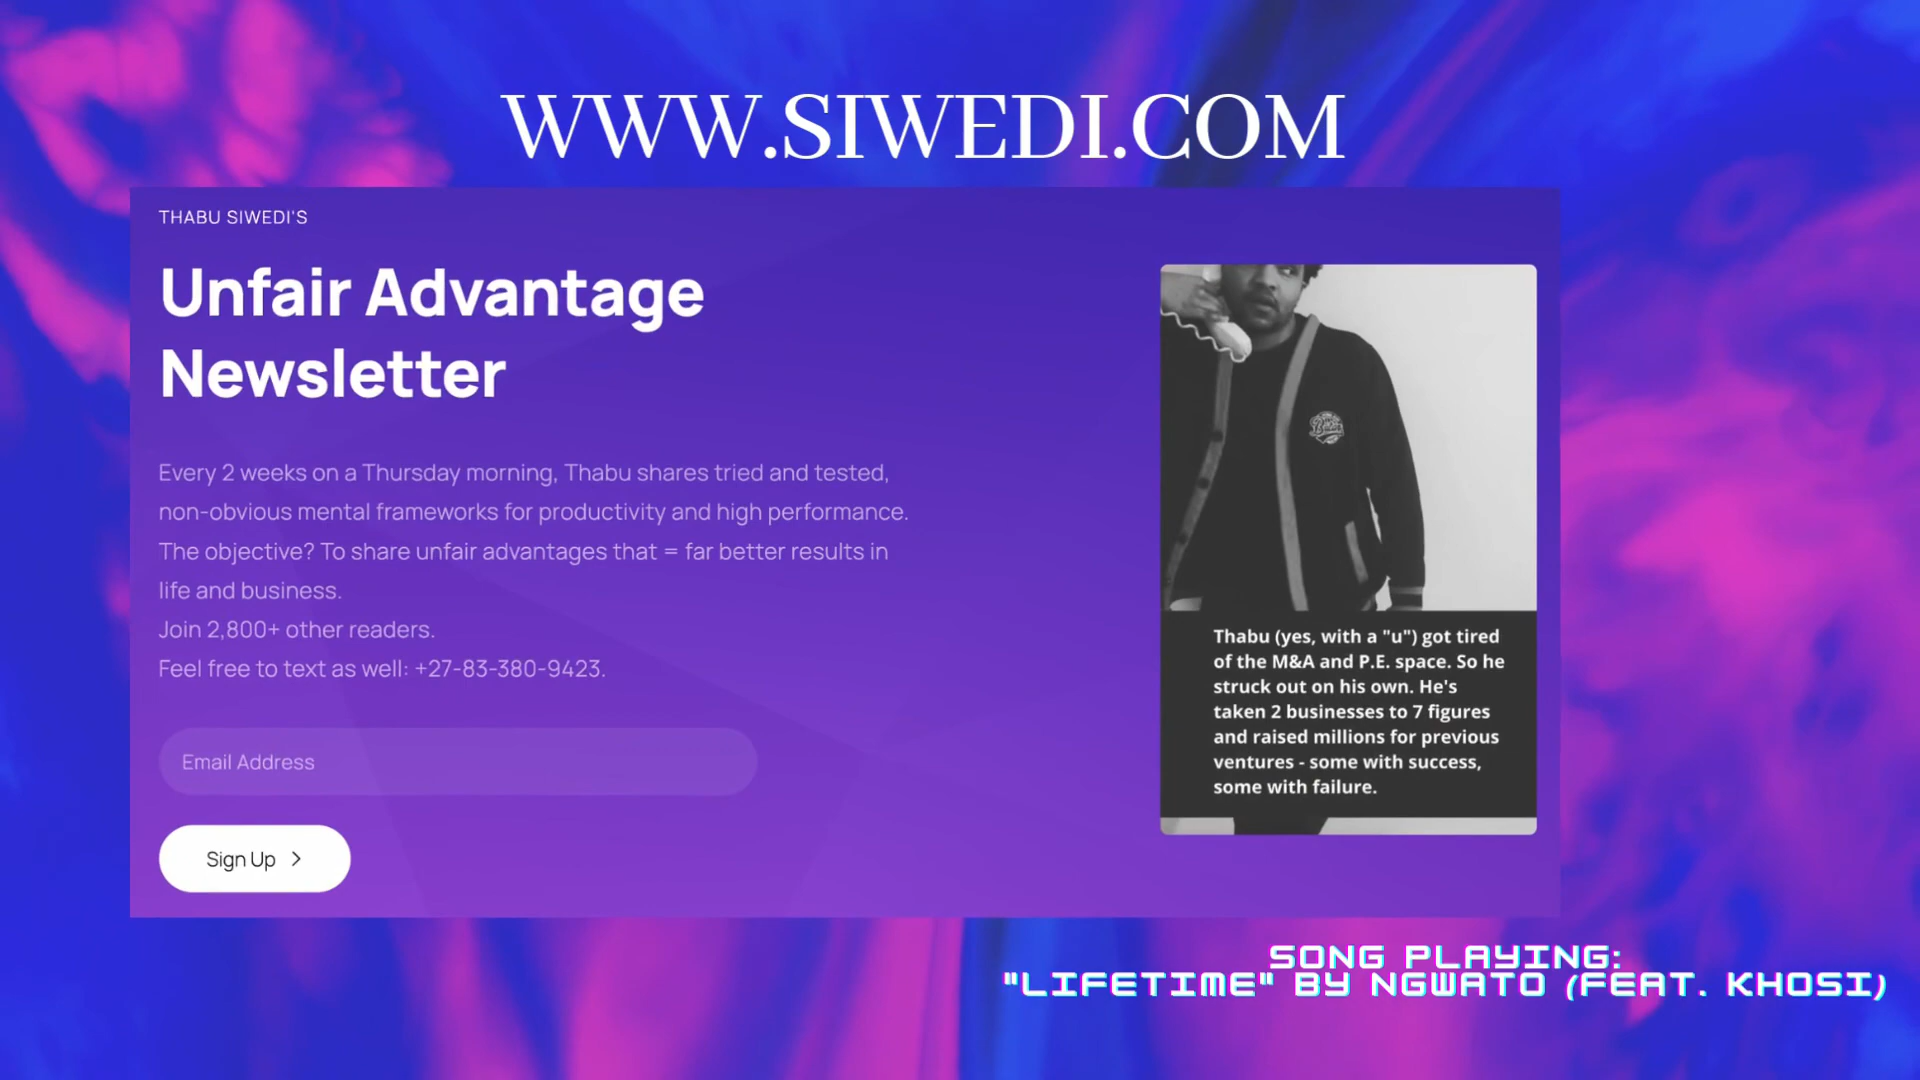 WWW.SIWEDI.COM
THABU SIWEDI'S
Unfair Advantage
Newsletter
Every 2 weeks on a Thursday morning, Thabu shares tried and tested,
non-obvious mental frameworks for productivity and high performance.
The objective? To share unfair advantages that = far better results in
life and business.
Join 2,800+ other readers.
Feel free to text as well: +27-83-380-9423.
Email Address
Sign Up
Thabu (yes, with a "u") got tired
of the M&A and P.E. space. So he
struck out on his own. He's
taken 2 businesses to 7 figures
and raised millions for previous
ventures - some with success,
some with failure.
SONG PLAYING:
"LIFETIME" BY NGWATO (FEAT. KHOSI)